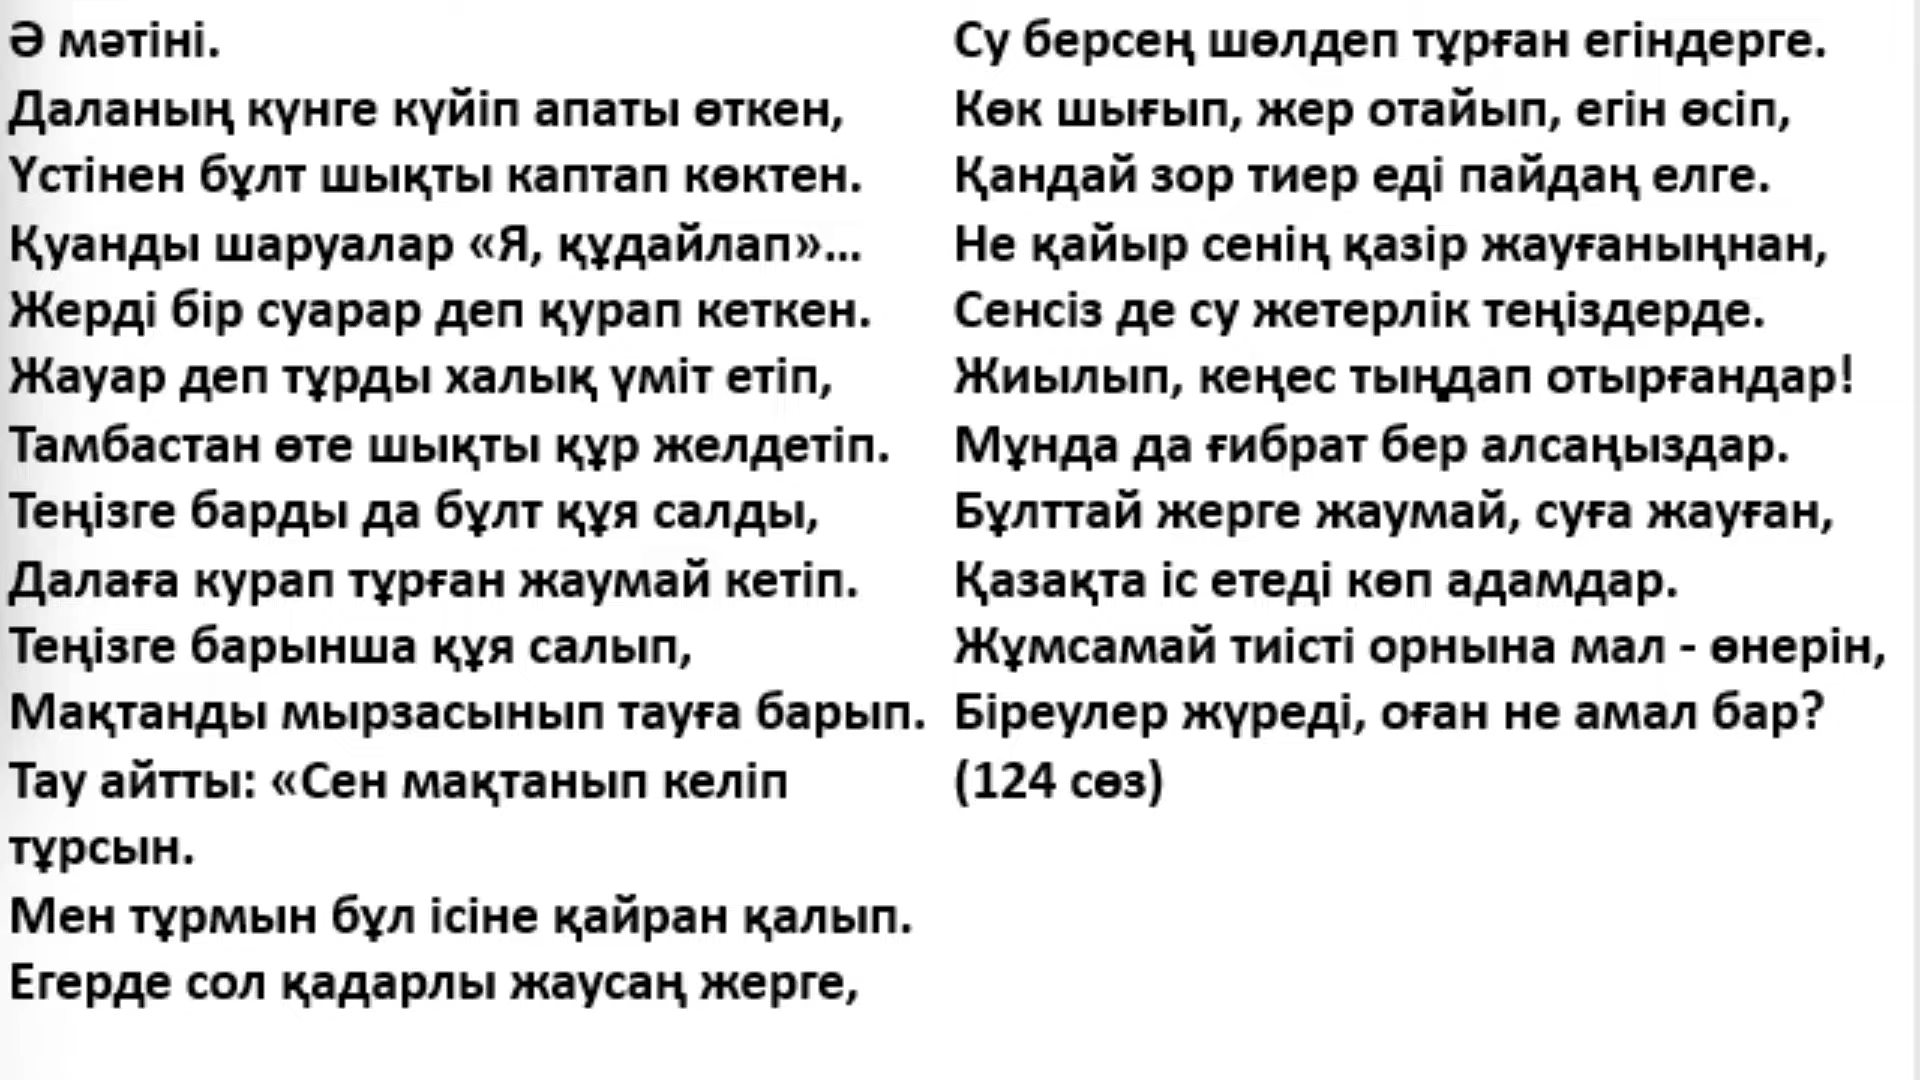 Ә мәтіні.
Даланың күнге күйіп апаты өткен,
Үстінен бұлт шықты каптап көктен.
Қуанды шаруалар «Я, құдайлап»...
Жерді бір суарар деп қурап кеткен.
Жауар деп тұрды халық үміт етіп,
Тамбастан өте шықты құр желдетіп.
Теңізге барды да бұлт құя салды,
Далаға курап тұрған жаумай кетіп.
Теңізге барынша құя салып,
Мақтанды мырзасынып тауға барып.
Тау айтты: «Сен мақтанып келіп
тұрсын.
Мен тұрмын бұл ісіне қайран қалып.
Егерде сол қадарлы жаусаң жерге,
Су берсең шөлдеп тұрған егіндерге.
Көк шығып, жер отайып, егін өсіп,
Қандай зор тиер еді пайдаң елге.
Не қайыр сенің қазір жауғаныңнан,
Сенсіз де су жетерлік теңіздерде.
Жиылып, кеңес тыңдап отырғандар!
Мұнда да ғибрат бер алсаңыздар.
Бұлттай жерге жаумай, суға жауған,
Қазақта іс етеді көп адамдар.
Жұмсамай тиісті орнына мал - өнерін,
Біреулер жүреді, оған не амал бар?
(124 сөз)